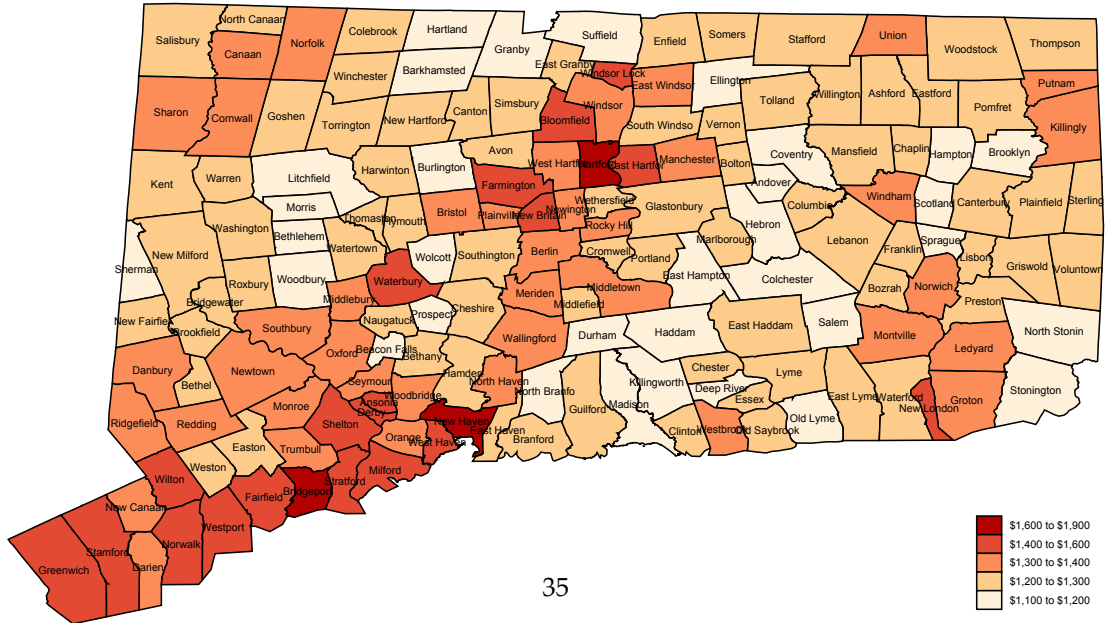 North Canaan
Salisbury
Canaan
Norfolk
Colebrook
Hartland
Granby
Suffield
Enfield
Somers
Stafford
Union
Woodstock
Thompson
Winchester
Barkhamsted
East Granby
Windsor Lock
East Windsor
Ellington
Putnam
Sharon
Cornwall
Goshen
Torrington
New Hartford
Canton
Simsbury
Bloomfield
Windsor
South Windso
Vernon
Tolland
Willington
Ashford
Eastford
Pomfret
Killingly
Kent
Warren
Litchfield
Harwinton
Burlington
Avon
West Hartfo
Hartford
East Hartfor
Manchester
Bolton
Coventry
Mansfield
Chaplin
Hampton
Brooklyn
Morris
Farmington
Andover
Columbia
Windham
Scotland
Canterbury
Plainfield
Sterling
Washington
Bethlehem
Thomaston
Plymouth
Bristol
Plainville
New Britain
Newington
Wethersfield
Rocky Hill
Glastonbury
Hebron
Marlborough
Lebanon
Franklin
Sprague
Lisbon
Griswold
Voluntown
Sherman
New Milford
Roxbury
Woodbury
Watertown
Waterbury
Wolcott
Southington
Berlin
Cromwell
Portland
East Hampton
Colchester
Bozrah
Norwich
Preston
New Fairfie
Bridgewater
Brookfield
Southbury
Middlebury
Naugatuck
Prospect
Cheshire
Meriden
Middlefield
Middletown
Durham
Haddam
East Haddam
Salem
Montville
Ledyard
North Stonin
Danbury
Bethel
Newtown
Oxford
Beacon Falls
Bethany
Hamden
Wallingford
North Haven
North Branfo
Guilford
Madison
Killingworth
Chester
Deep River
Essex
Lyme
East Lyme
Waterford
New London
Groton
Stonington
Ridgefield
Redding
Monroe
Seymour
Ansonia
Derby
Woodbridge
Shelton
Orange
New Haven
West Haven
East Haven
Branford
Clinton
Westbrook
Old Saybrook
Old Lyme
Wilton
Weston
Easton
Trumbull
Fairfield
Bridgeport
Stratford
Milford
New Canaan
Greenwich
Stamford
Darien
Norwalk
Westport
$1,600 to $1,900
$1,400 to $1,600
$1,300 to $1,400
$1,200 to $1,300
$1,100 to $1,200
35